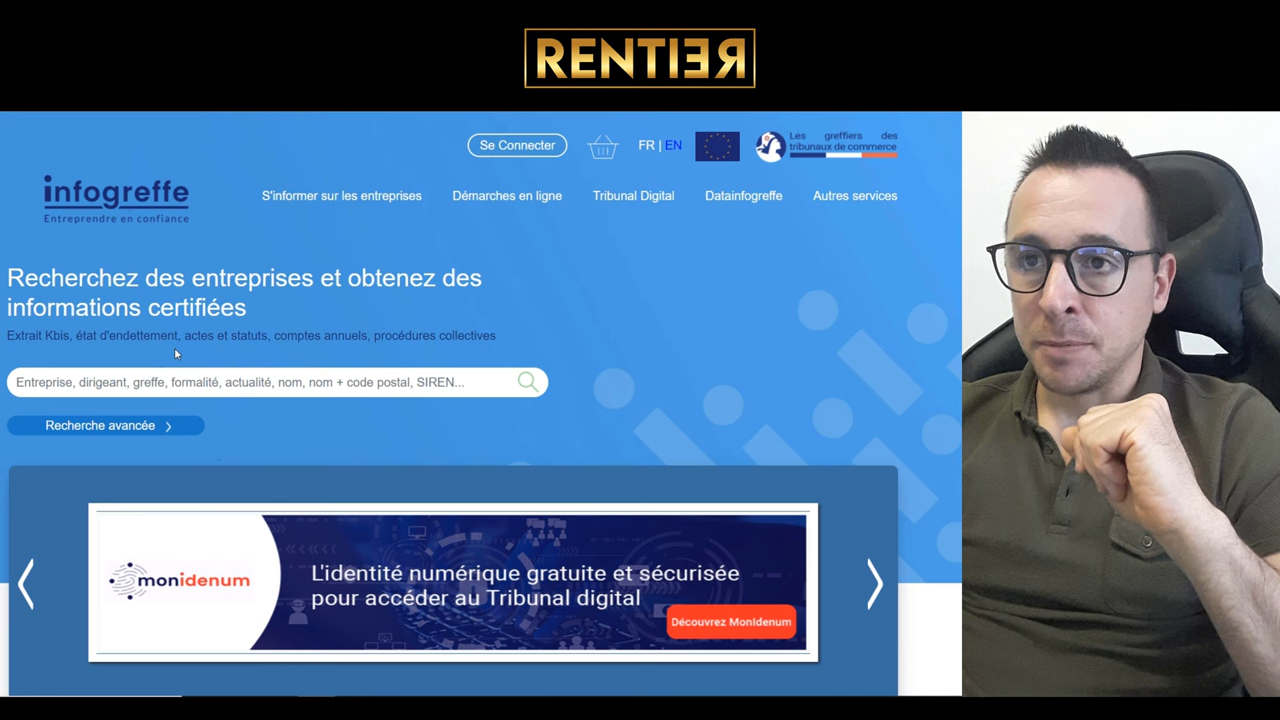 RENTIER
Se Connecter
FR | EN
Les greffiers des
tribunaux de commerce
infogreffe
Entreprendre en confiance
S'informer sur les entreprises
Démarches en ligne
Tribunal Digital
Datainfogreffe
Autres services
Recherchez des entreprises et obtenez des
informations certifiées
Extrait Kbis, état d'endettement, actes et statuts, comptes annuels, procédures collectives
Entreprise, dirigeant, greffe, formalité, actualité, nom, nom + code postal, SIREN...
Recherche avancée
monidenum
L'identité numérique gratuite et sécurisée
pour accéder au Tribunal digital
Découvrez MonIdenum